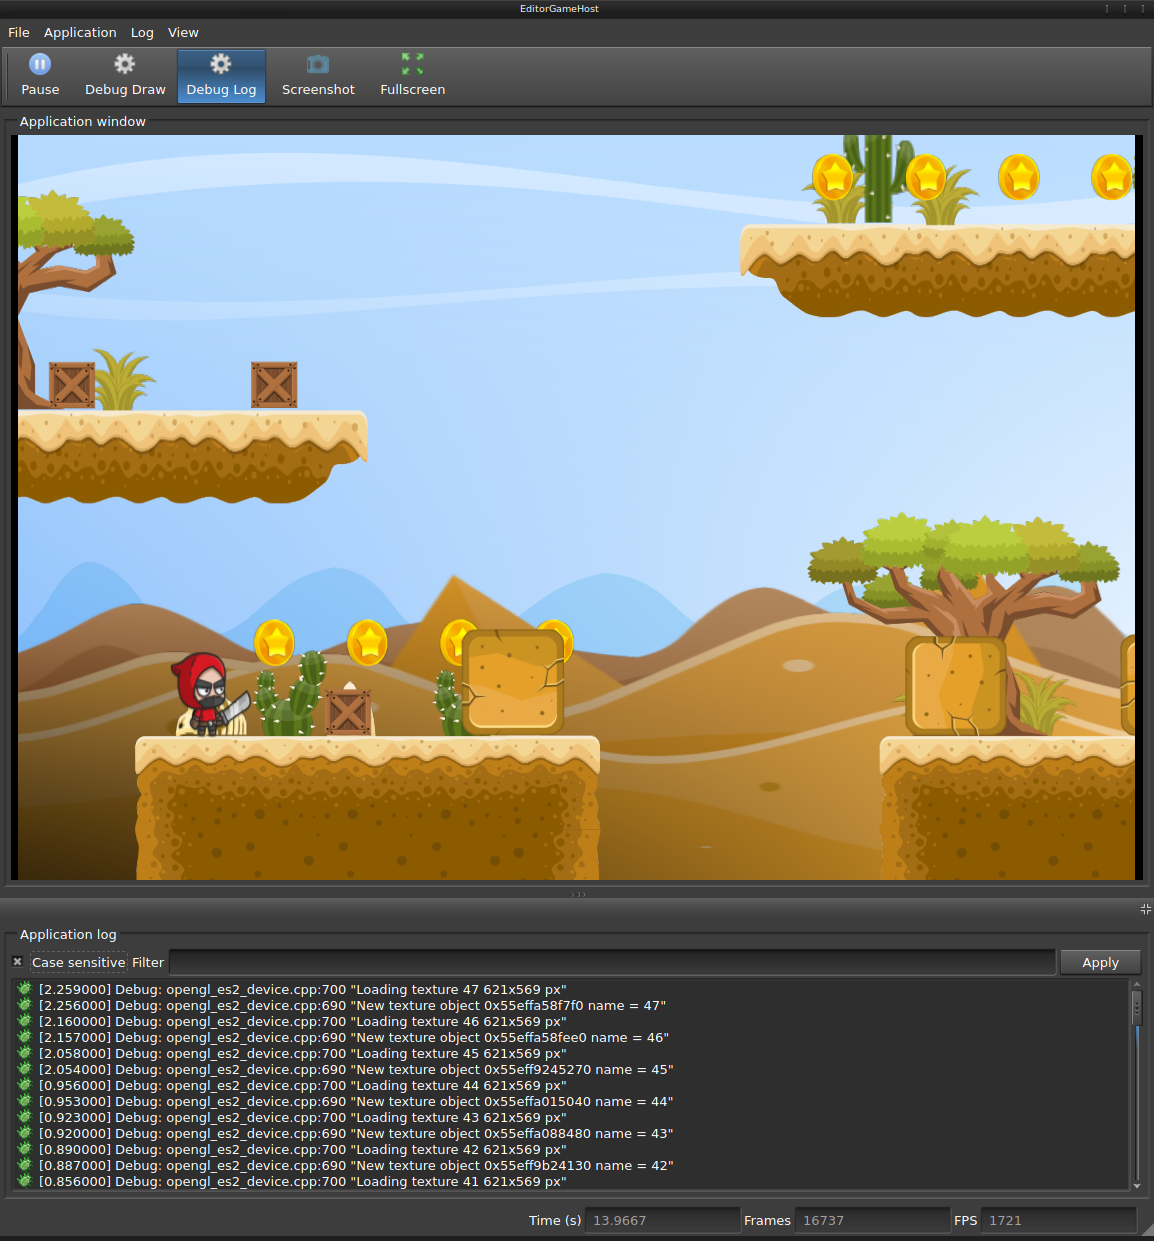 EditorGameHost
File Application Log View
Pause Debug Draw Debug Log Screenshot Fullscreen
Application window
Application log
Case sensitive Filter Apply
[2.259000] Debug: opengl_es2_device.cpp:700 "Loading texture 47 621x569 px"
[2.256000] Debug: opengl_es2_device.cpp:690 "New texture object 0x55effa58f7f0 name = 47"
[2.160000] Debug: opengl_es2_device.cpp:700 "Loading texture 46 621x569 px"
[2.157000] Debug: opengl_es2_device.cpp:690 "New texture object 0x55effa58fee0 name = 46"
[2.058000] Debug: opengl_es2_device.cpp:700 "Loading texture 45 621x569 px"
[2.054000] Debug: opengl_es2_device.cpp:690 "New texture object 0x55eff9245270 name = 45"
[0.956000] Debug: opengl_es2_device.cpp:700 "Loading texture 44 621x569 px"
[0.953000] Debug: opengl_es2_device.cpp:690 "New texture object 0x55effa015040 name = 44"
[0.923000] Debug: opengl_es2_device.cpp:700 "Loading texture 43 621x569 px"
[0.920000] Debug: opengl_es2_device.cpp:690 "New texture object 0x55effa088480 name = 43"
[0.890000] Debug: opengl_es2_device.cpp:700 "Loading texture 42 621x569 px"
[0.887000] Debug: opengl_es2_device.cpp:690 "New texture object 0x55eff9b24130 name = 42"
[0.856000] Debug: opengl_es2_device.cpp:700 "Loading texture 41 621x569 px"
Time (s) 13.9667 Frames 16737 FPS 1721